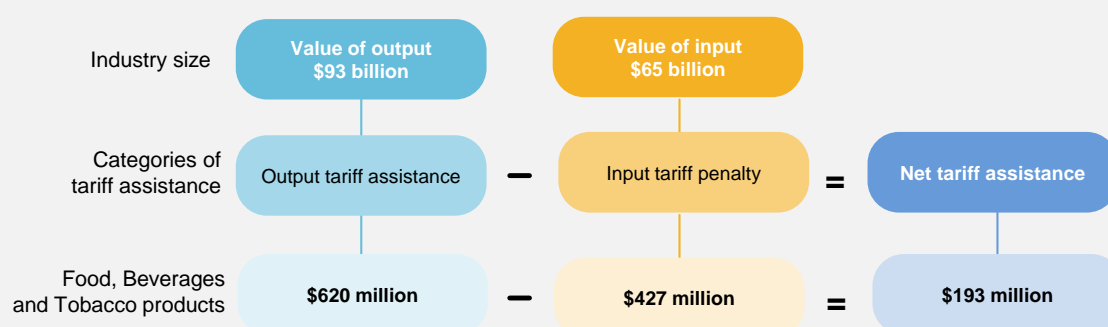 Industry size
Value of output
$93 billion
Value of input
$65 billion
Categories of
tariff assistance
Output tariff assistance
–
Input tariff penalty
=
Net tariff assistance
Food, Beverages
and Tobacco products
$620 million
–
$427 million
=
$193 million